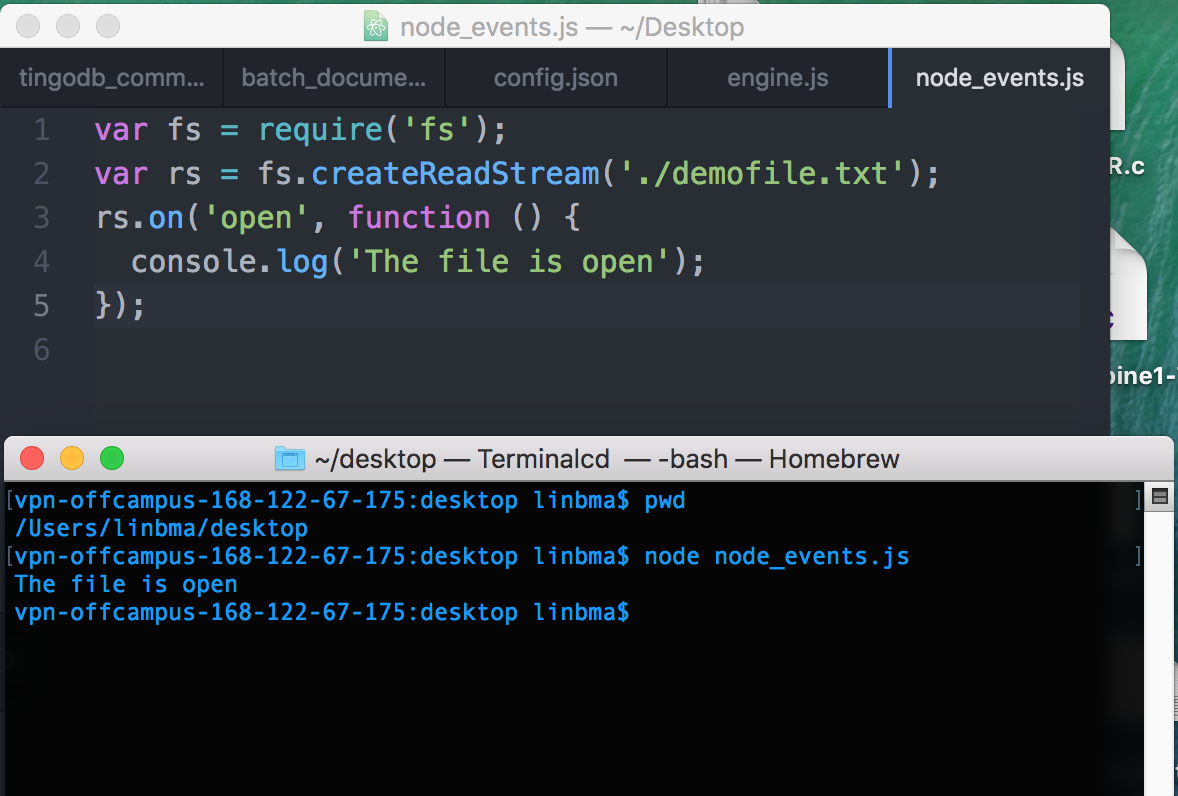 node_events.js — ~/Desktop
tingodb_comm... batch_docume... config.json engine.js node_events.js
1 var fs = require('fs');
2 var rs = fs.createReadStream('./demofile.txt');
3 rs.on('open', function () {
4   console.log('The file is open');
5 });
6
R.c
~/desktop — Terminalcd — -bash — Homebrew
[vpn-offcampus-168-122-67-175:desktop linbma$ pwd ]
/Users/linbma/desktop
[vpn-offcampus-168-122-67-175:desktop linbma$ node node_events.js ]
The file is open
vpn-offcampus-168-122-67-175:desktop linbma$